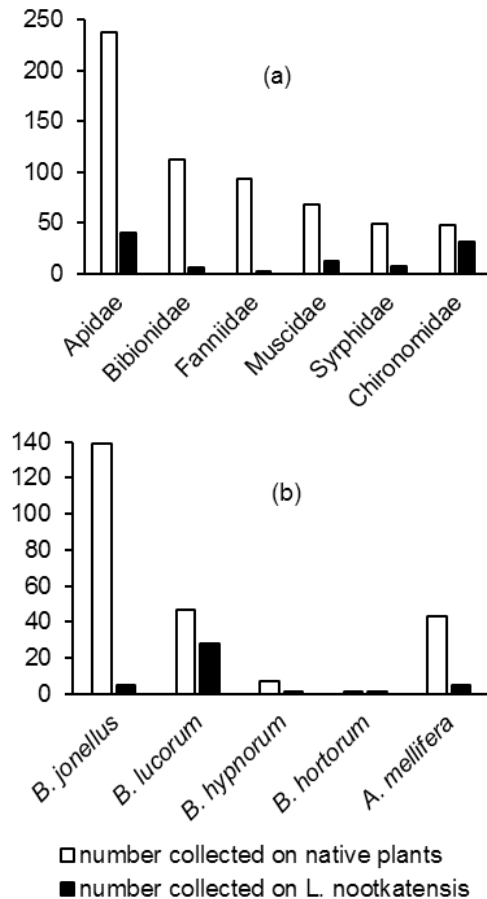 250
(a)
200
150
100
50
0
Apidae
Bibionidae
Fanniidae
Muscidae
Syrphidae
Chironomidae
140
120
(b)
100
80
60
40
20
0
B. jonellus
B. lucorum
B. hypnorum
B. hortorum
A. mellifera
number collected on native plants
number collected on L. nootkatensis